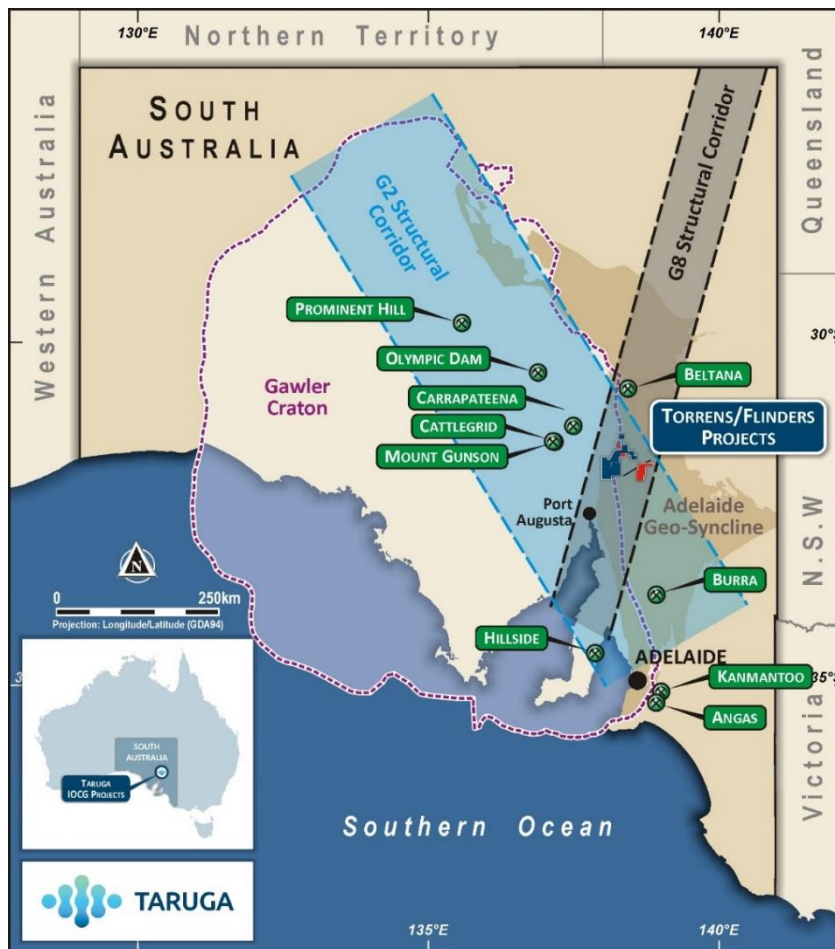 130°E
140°E
Northern Territory
SOUTH
AUSTRALIA
Western Australia
Queensland
G2 Structural
Corridor
G8 Structural Corridor
PROMINENT HILL
30°S
OLYMPIC DAM
BELTANA
Gawler
Craton
CARRAPATEENA
CATTLEGRID
MOUNT GUNSON
TORRENS/FLINDERS
PROJECTS
Port
Augusta
Adelaide
Geo-Syncline
N.S.W
N
0
250km
Projection: Longitude/Latitude (GDA94)
BURRA
HILLSIDE
ADELAIDE
KANMANTOO
35°S
ANGAS
Victoria
SOUTH
AUSTRALIA
TARUGA
IOCG PROJECTS
Southern Ocean
TARUGA
135°E
140°E